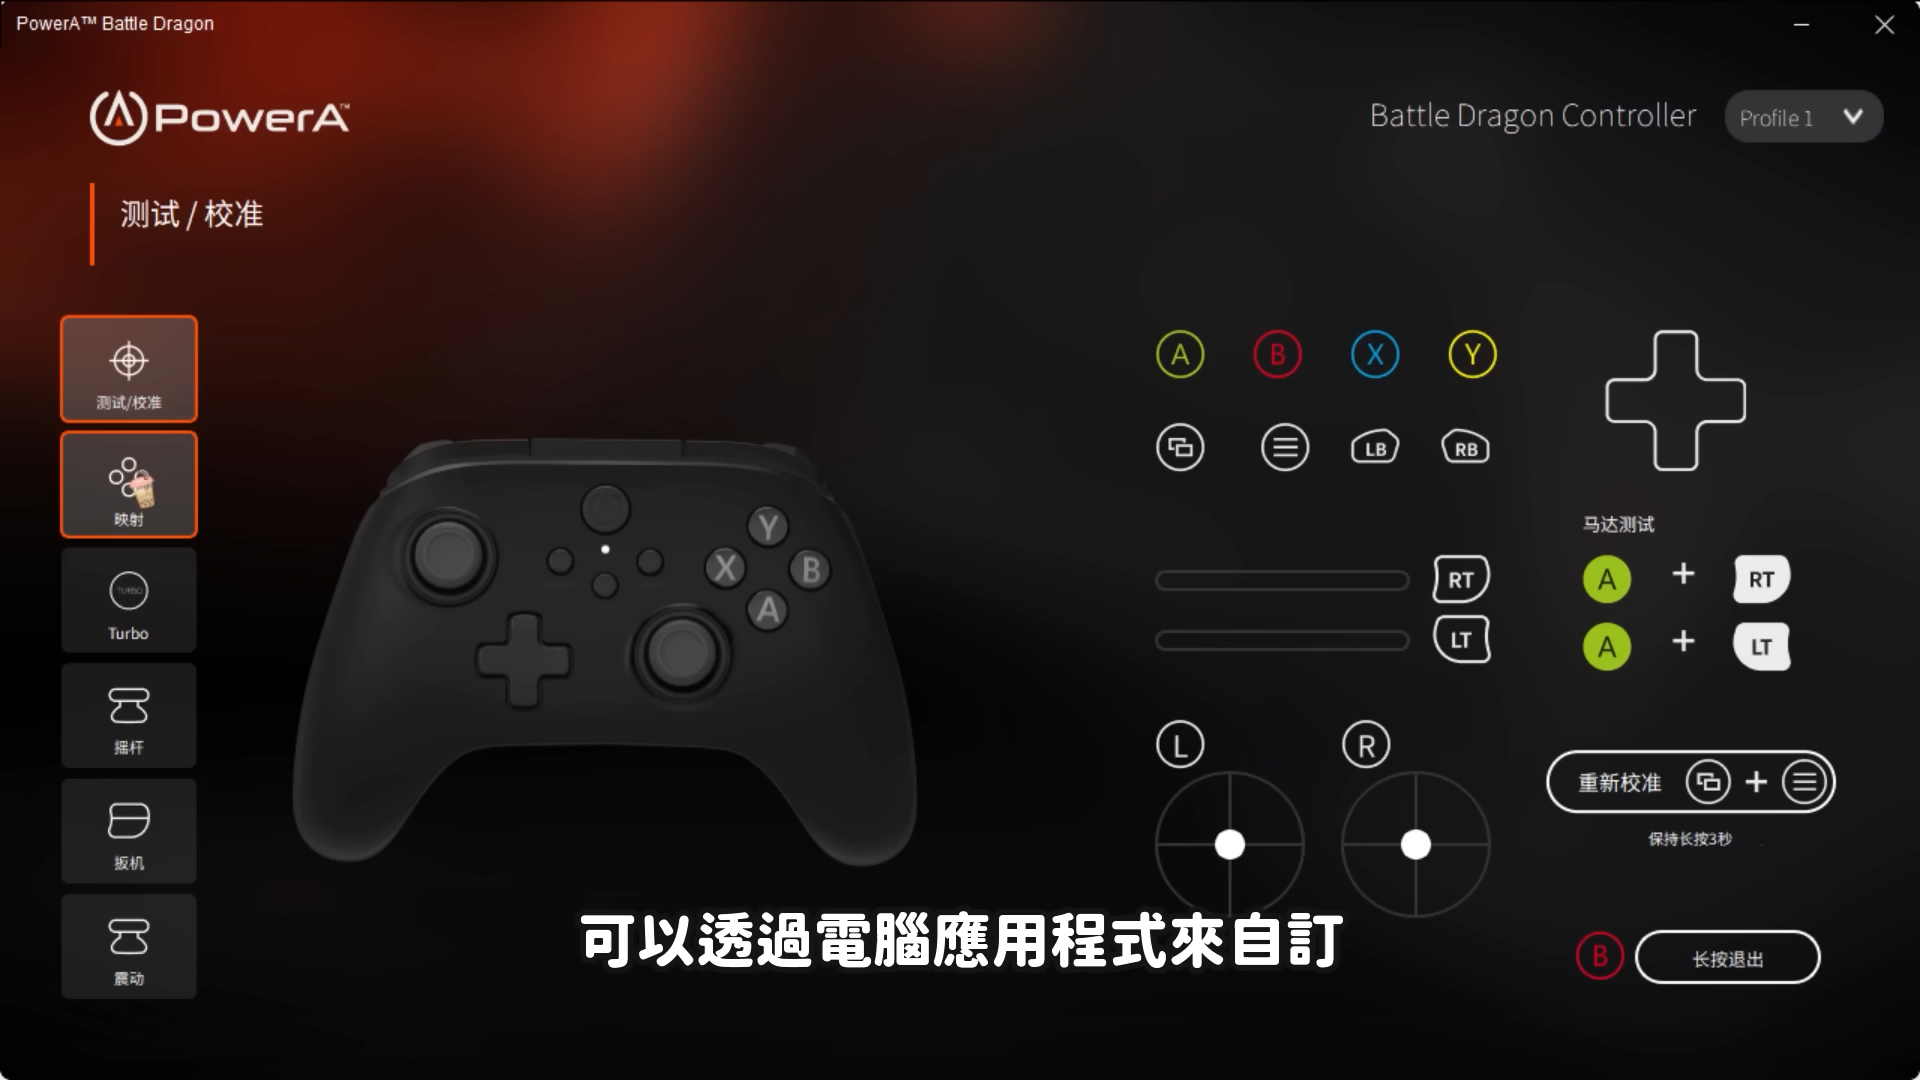 PowerA™ Battle Dragon
PowerA™
Battle Dragon Controller
Profile 1
测试 / 校准
测试/校准
映射
TURBO
Turbo
摇杆
扳机
震动
Y
X
B
A
A
B
X
Y
LB
RB
RT
LT
马达测试
A + RT
A + LT
L
R
重新校准 +
保持长按3秒
B 长按退出
可以透過電腦應用程式來自訂